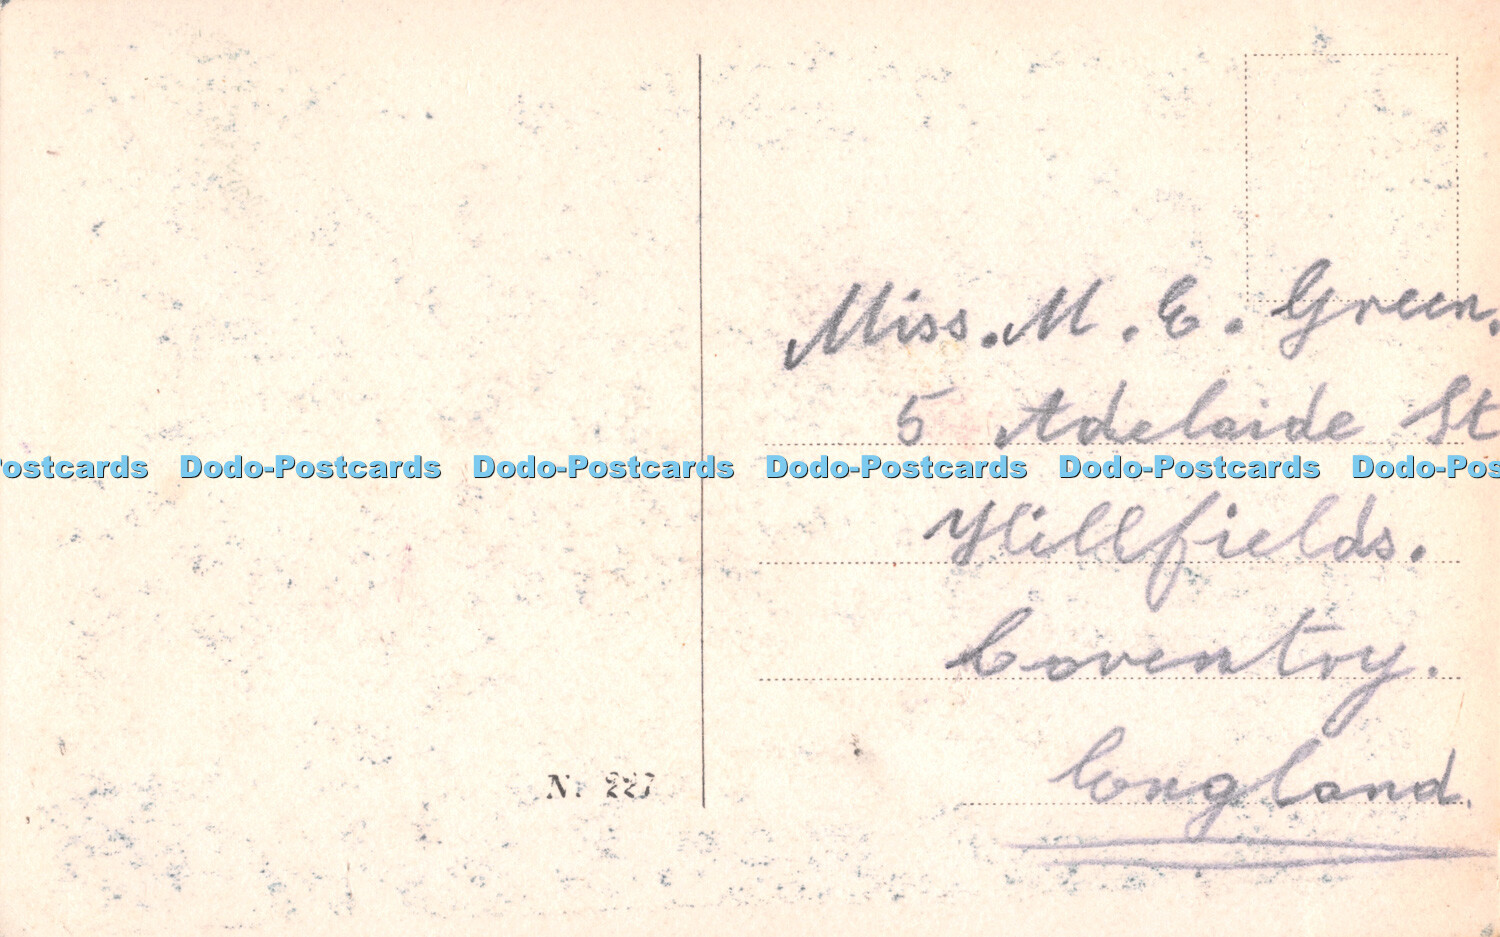 Miss. M. E. Green.
5 Adelaide St
Postcards Dodo-Postcards Dodo-Postcards Dodo-Postcards Dodo-Postcards Dodo-Pos
Hillfields.
Coventry.
England.
Nr 227